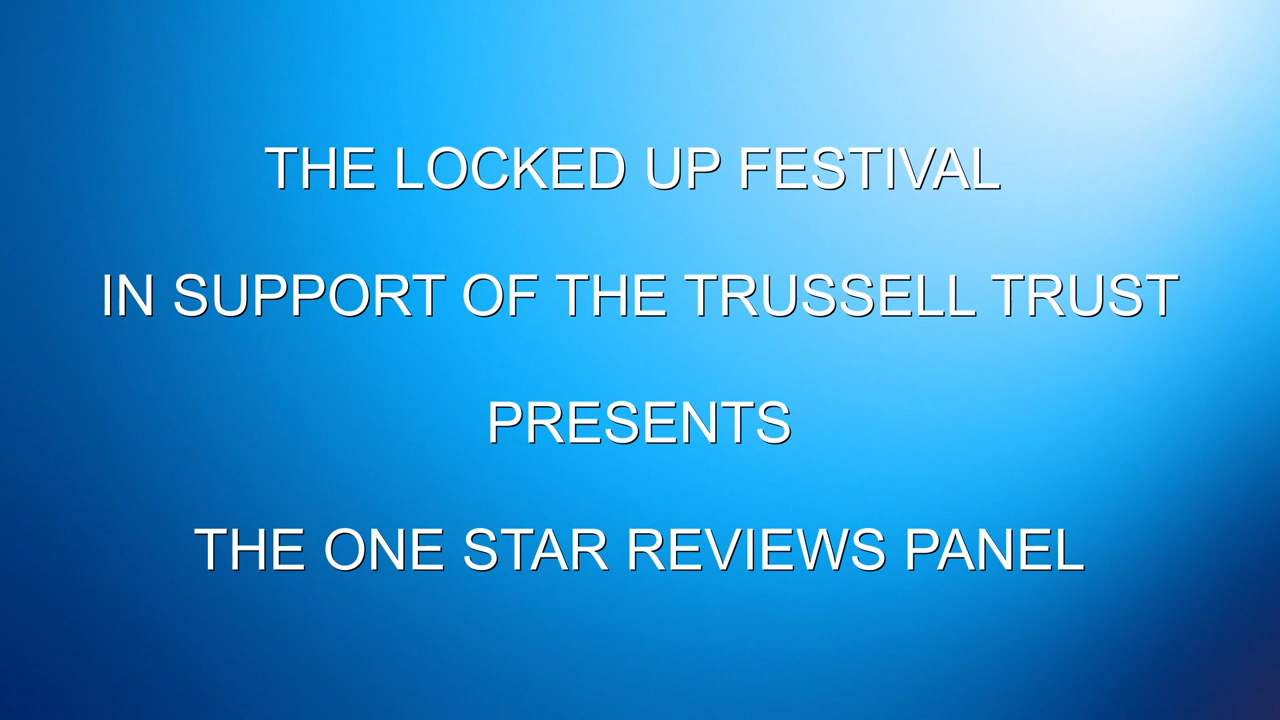 THE LOCKED UP FESTIVAL
IN SUPPORT OF THE TRUSSELL TRUST
PRESENTS
THE ONE STAR REVIEWS PANEL